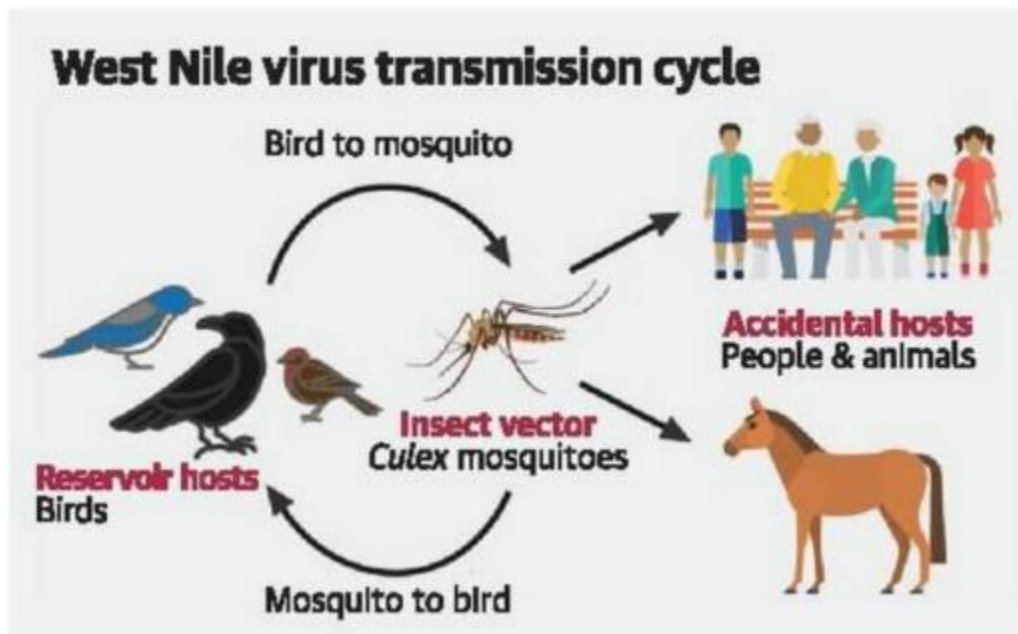 West Nile virus transmission cycle
Bird to mosquito
Accidental hosts
People & animals
Insect vector
Culex mosquitoes
Reservoir hosts
Birds
Mosquito to bird